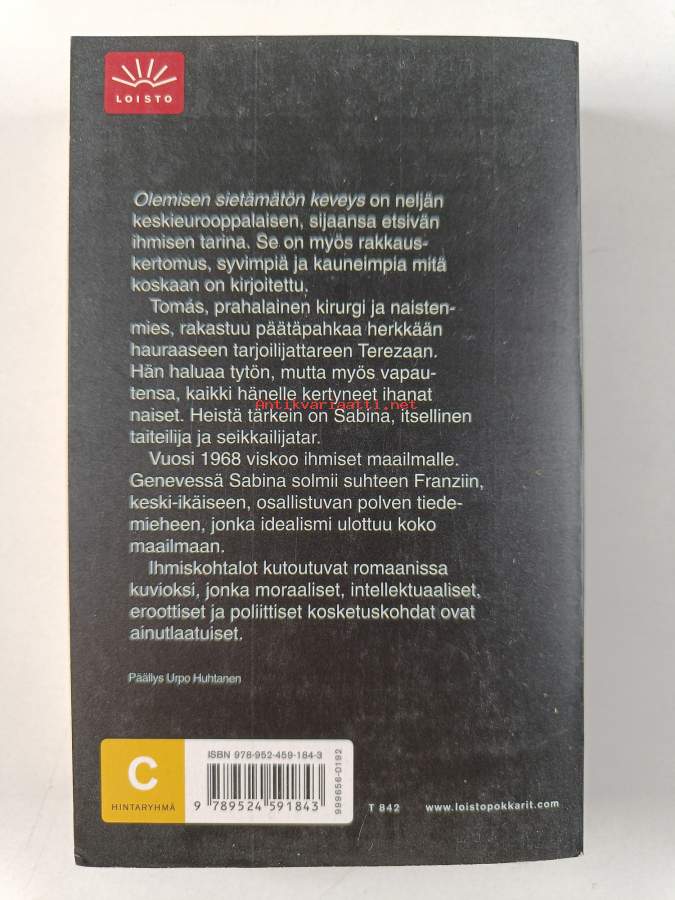 LOISTO
Olemisen sietämätön keveys on neljän
keskieurooppalaisen, sijaansa etsivän
ihmisen tarina. Se on myös rakkaus-
kertomus, syvimpiä ja kauneimpia mitä
koskaan on kirjoitettu.
Tomás, prahalainen kirurgi ja naisten-
mies, rakastuu päätäpahkaa herkkään
hauraaseen tarjoilijattareen Terezaan.
Hän haluaa tytön, mutta myös vapau-
tensa, kaikki hänelle kertyneet ihanat
Antikvariaatti.net
naiset. Heistä tärkein on Sabina, itsellinen
taiteilija ja seikkailijatar.
Vuosi 1968 viskoo ihmiset maailmalle.
Genevessä Sabina solmii suhteen Franziin,
keski-ikäiseen, osallistuvan polven tiede-
mieheen, jonka idealismi ulottuu koko
maailmaan.
Ihmiskohtalot kutoutuvat romaanissa
kuvioksi, jonka moraaliset, intellektuaaliset,
eroottiset ja poliittiset kosketuskohdat ovat
ainutlaatuiset.
Päällys Urpo Huhtanen
C
HINTARYHMÄ
ISBN 978-952-459-184-3
9 789524 591843
999656-0192
T 842
www.loistopokkarit.com